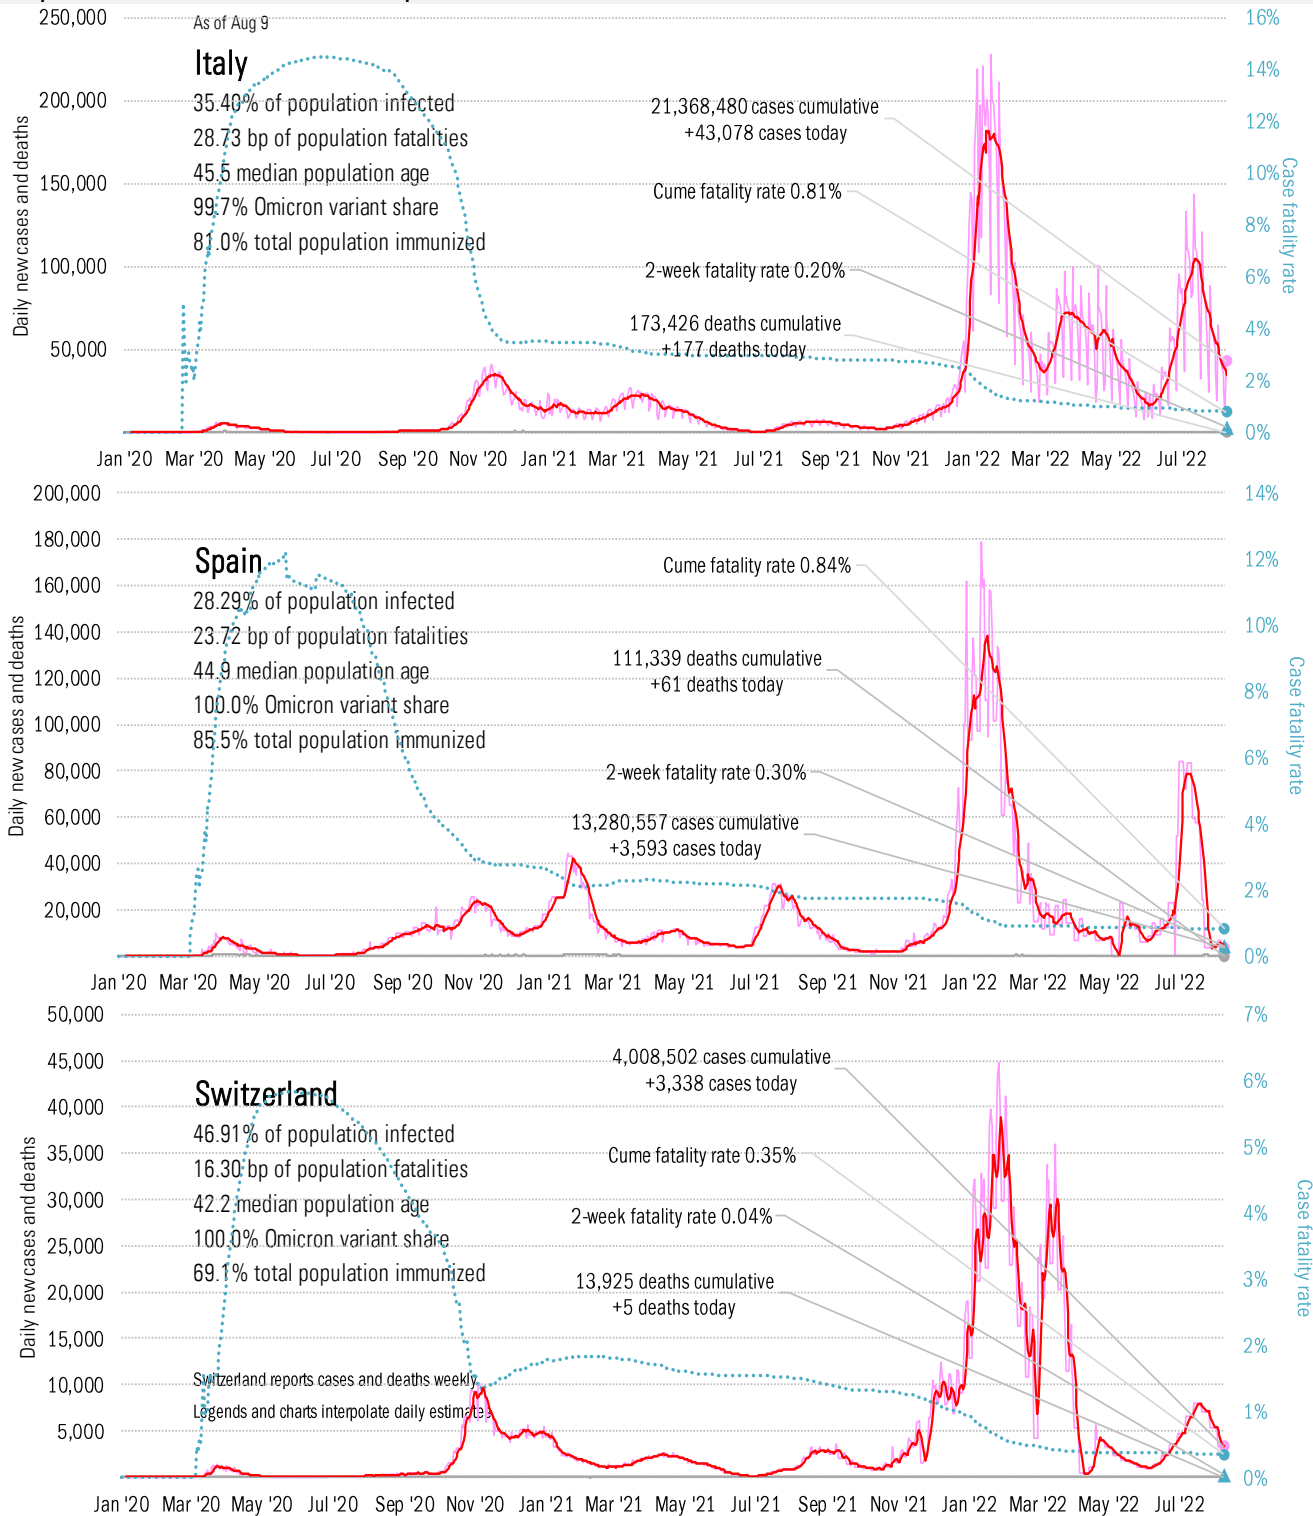 250,000
As of Aug 9
16%
Italy
14%
35.40% of population infected
200,000
21,368,480 cases cumulative
+43,078 cases today
12%
28.73 bp of population fatalities
45.5 median population age
10%
150,000
Cume fatality rate 0.81%
99.7% Omicron variant share
8%
81.0% total population immunized
100,000
2-week fatality rate 0.20%
6%
173,426 deaths cumulative
+177 deaths today
4%
50,000
2%
0%
Daily new cases and deaths
Case fatality rate
Jan '20 Mar '20 May '20 Jul '20 Sep '20 Nov '20 Jan '21 Mar '21 May '21 Jul '21 Sep '21 Nov '21 Jan '22 Mar '22 May '22 Jul '22
200,000
14%
180,000
Spain
Cume fatality rate 0.84%
12%
160,000
28.29% of population infected
23.72 bp of population fatalities
10%
140,000
111,339 deaths cumulative
+61 deaths today
44.9 median population age
120,000
8%
100.0% Omicron variant share
100,000
85.5% total population immunized
6%
80,000
2-week fatality rate 0.30%
60,000
13,280,557 cases cumulative
+3,593 cases today
4%
40,000
2%
20,000
0%
Daily new cases and deaths
Case fatality rate
Jan '20 Mar '20 May '20 Jul '20 Sep '20 Nov '20 Jan '21 Mar '21 May '21 Jul '21 Sep '21 Nov '21 Jan '22 Mar '22 May '22 Jul '22
50,000
7%
45,000
4,008,502 cases cumulative
+3,338 cases today
6%
Switzerland
40,000
46.91% of population infected
5%
35,000
Cume fatality rate 0.35%
16.30 bp of population fatalities
30,000
42.2 median population age
2-week fatality rate 0.04%
4%
100.0% Omicron variant share
25,000
69.1% total population immunized
13,925 deaths cumulative
+5 deaths today
3%
20,000
15,000
2%
Switzerland reports cases and deaths weekly.
10,000
Legends and charts interpolate daily estimates
1%
5,000
0%
Daily new cases and deaths
Case fatality rate
Jan '20 Mar '20 May '20 Jul '20 Sep '20 Nov '20 Jan '21 Mar '21 May '21 Jul '21 Sep '21 Nov '21 Jan '22 Mar '22 May '22 Jul '22